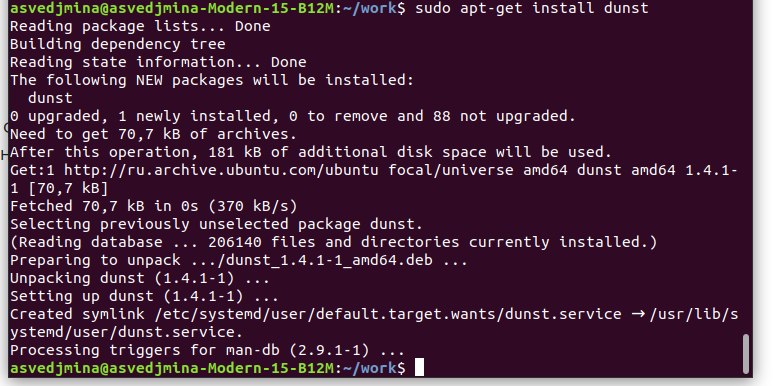 asvedjmina@asvedjmina-Modern-15-B12M:~/work$ sudo apt-get install dunst
Reading package lists... Done
Building dependency tree
Reading state information... Done
The following NEW packages will be installed:
  dunst
0 upgraded, 1 newly installed, 0 to remove and 88 not upgraded.
Need to get 70,7 kB of archives.
After this operation, 181 kB of additional disk space will be used.
Get:1 http://ru.archive.ubuntu.com/ubuntu focal/universe amd64 dunst amd64 1.4.1-
1 [70,7 kB]
Fetched 70,7 kB in 0s (370 kB/s)
Selecting previously unselected package dunst.
(Reading database ... 206140 files and directories currently installed.)
Preparing to unpack .../dunst_1.4.1-1_amd64.deb ...
Unpacking dunst (1.4.1-1) ...
Setting up dunst (1.4.1-1) ...
Created symlink /etc/systemd/user/default.target.wants/dunst.service → /usr/lib/s
ystemd/user/dunst.service.
Processing triggers for man-db (2.9.1-1) ...
asvedjmina@asvedjmina-Modern-15-B12M:~/work$